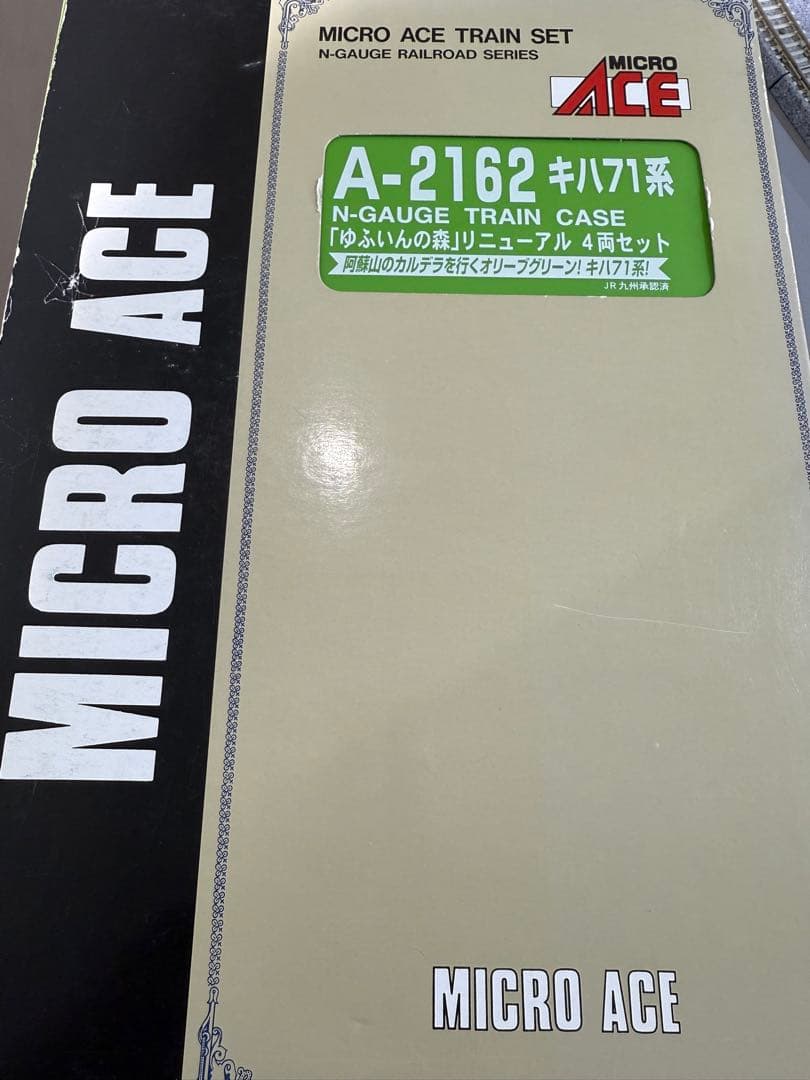 MICRO ACE TRAIN SET
N-GAUGE RAILROAD SERIES
MICRO
ACE
A-2162 キハ71系
N-GAUGE TRAIN CASE
「ゆふいんの森」リニューアル 4両セット
阿蘇山のカルデラを行くオリーブグリーン!キハ71系!
JR九州承認済
MICRO ACE
MICRO ACE